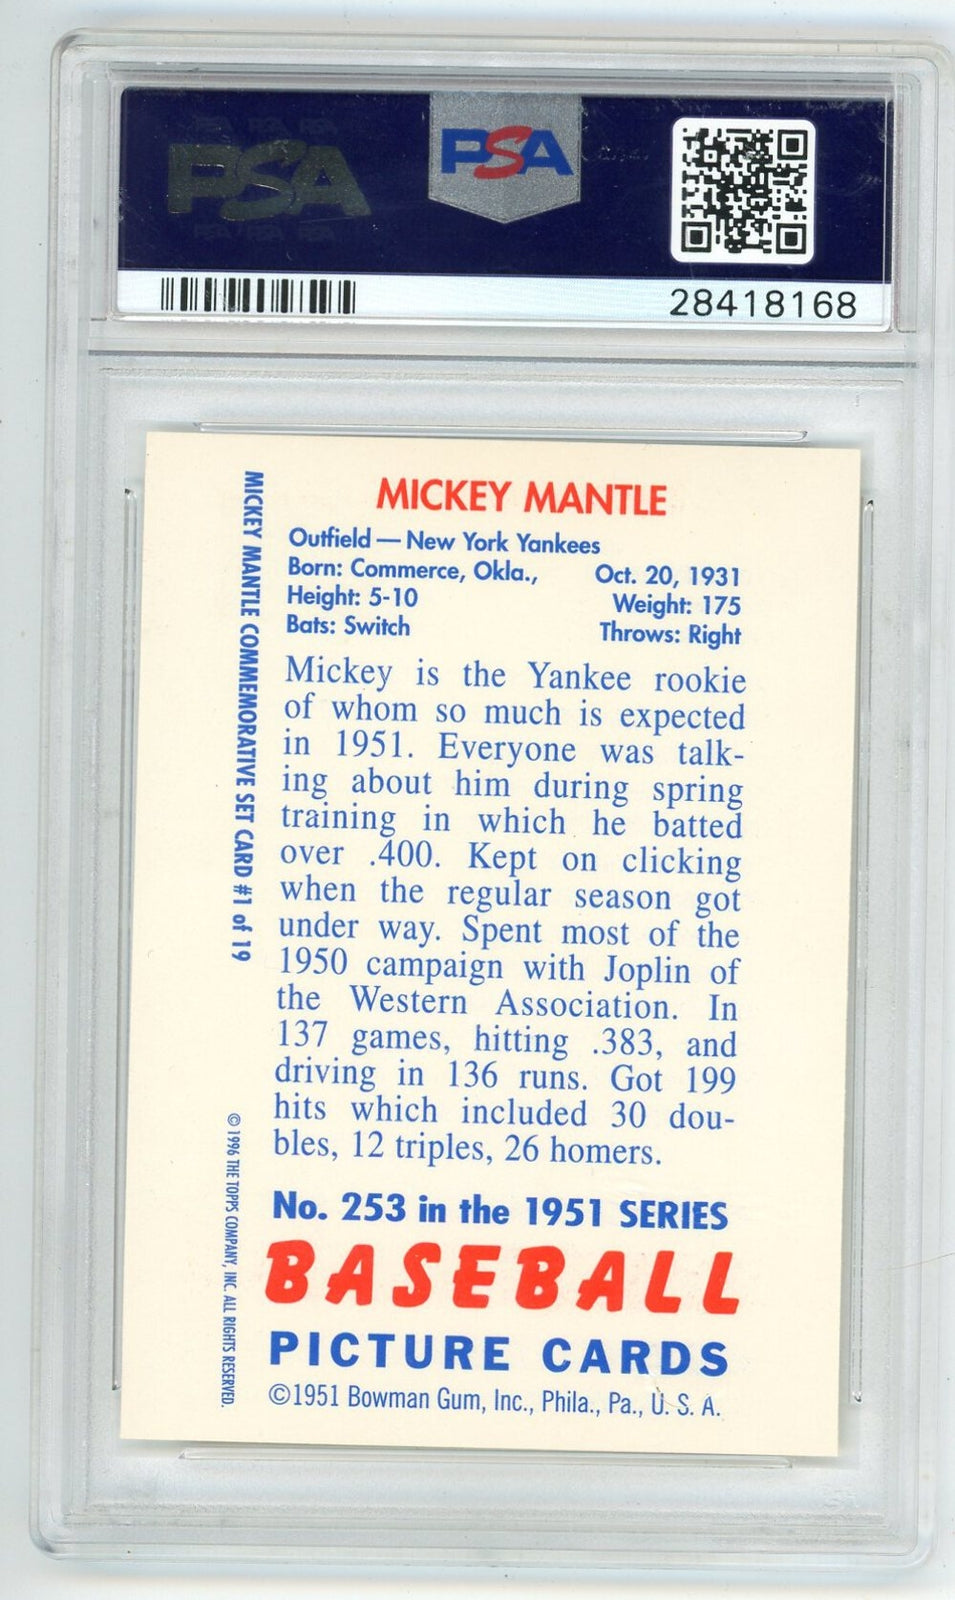 PSA
PSA
28418168
MICKEY MANTLE
Outfield — New York Yankees
Born: Commerce, Okla., Oct. 20, 1931
Height: 5-10 Weight: 175
Bats: Switch Throws: Right
Mickey is the Yankee rookie
of whom so much is expected
in 1951. Everyone was talk-
ing about him during spring
training in which he batted
over .400. Kept on clicking
when the regular season got
under way. Spent most of the
1950 campaign with Joplin of
the Western Association. In
137 games, hitting .383, and
driving in 136 runs. Got 199
hits which included 30 dou-
bles, 12 triples, 26 homers.
No. 253 in the 1951 SERIES
BASEBALL
PICTURE CARDS
©1951 Bowman Gum, Inc., Phila., Pa., U. S. A.
MICKEY MANTLE COMMEMORATIVE SET CARD #1 of 19
© 1996 THE TOPPS COMPANY, INC. ALL RIGHTS RESERVED.